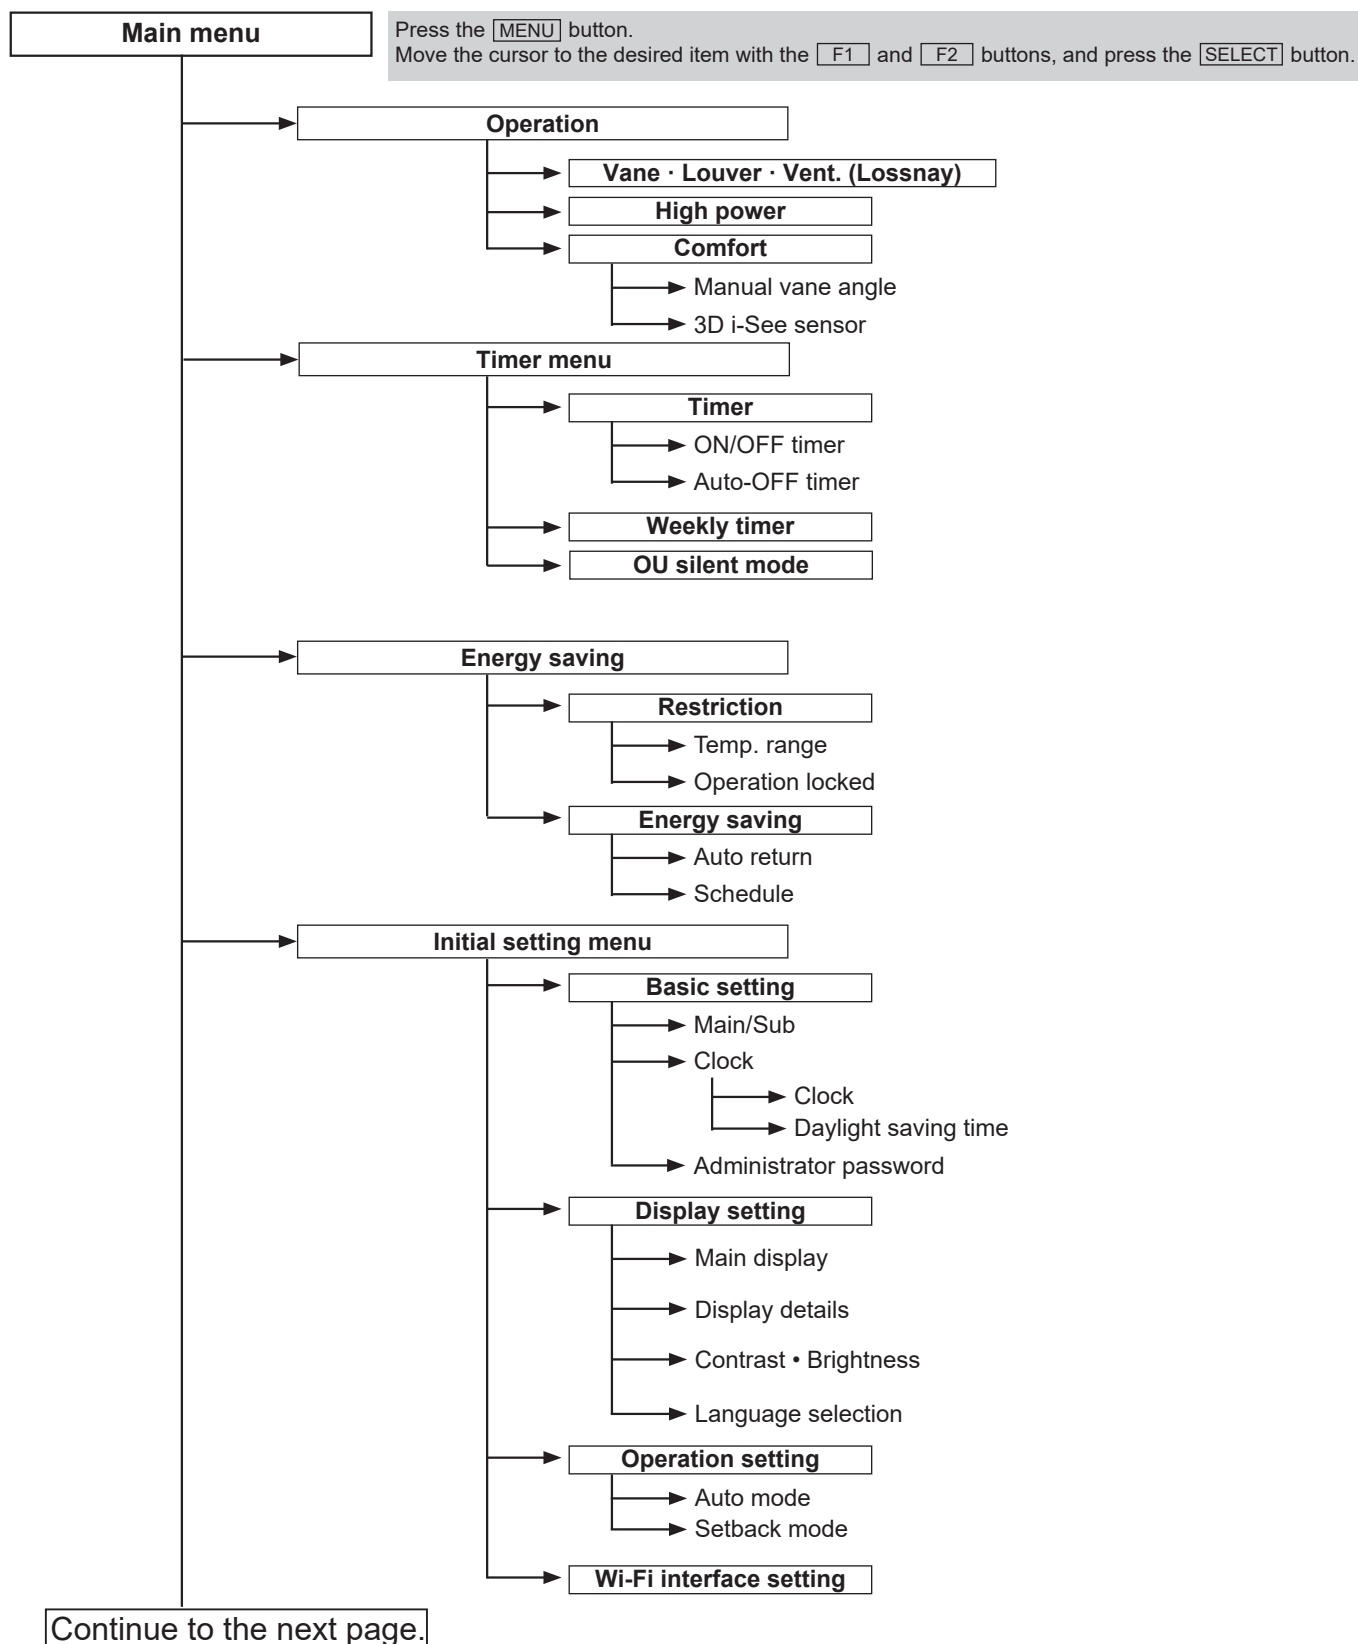 Main menu
Press the MENU button.
Move the cursor to the desired item with the F1 and F2 buttons, and press the SELECT button.
Operation
Vane · Louver · Vent. (Lossnay)
High power
Comfort
Manual vane angle
3D i-See sensor
Timer menu
Timer
ON/OFF timer
Auto-OFF timer
Weekly timer
OU silent mode
Energy saving
Restriction
Temp. range
Operation locked
Energy saving
Auto return
Schedule
Initial setting menu
Basic setting
Main/Sub
Clock
Clock
Daylight saving time
Administrator password
Display setting
Main display
Display details
Contrast • Brightness
Language selection
Operation setting
Auto mode
Setback mode
Wi-Fi interface setting
Continue to the next page.